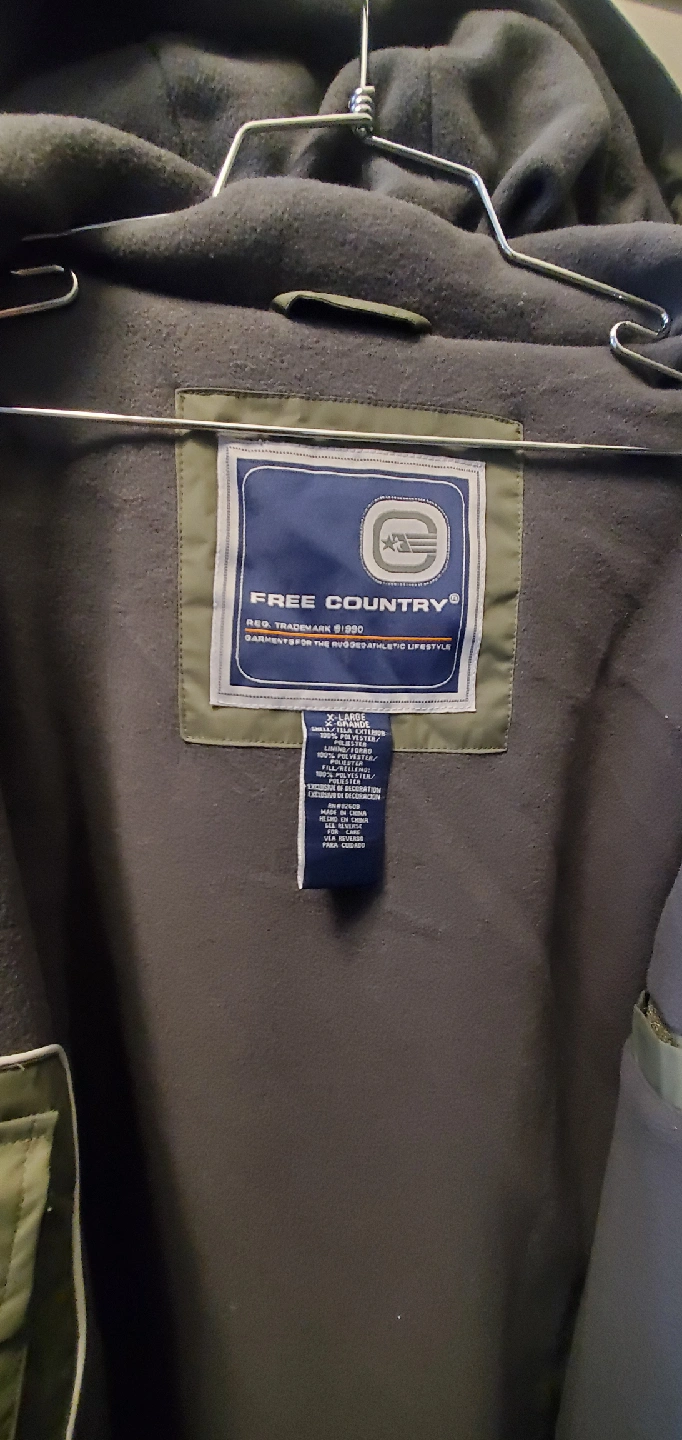 FREE COUNTRY®
REG. TRADEMARK ©1990
GARMENTS FOR THE RUGGED ATHLETIC LIFESTYLE
X-LARGE
X-GRANDE
SHELL/TELA EXTERIOR
100% POLYESTER/
POLIESTER
LINING/FORRO
100% POLYESTER/
POLIESTER
FILL/RELLENO:
100% POLYESTER/
POLIESTER
EXCLUSIVE OF DECORATION
EXCLUSIVO DE DECORACION
MADE IN CHINA
HECHO EN CHINA
SEE REVERSE
FOR CARE
VEA REVERSO
PARA CUIDADO